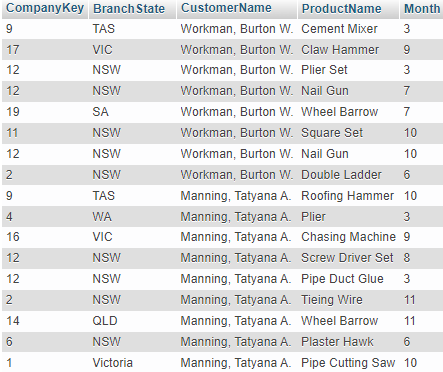 CompanyKey BranchState CustomerName ProductName Month
9 TAS Workman, Burton W. Cement Mixer 3
17 VIC Workman, Burton W. Claw Hammer 9
12 NSW Workman, Burton W. Plier Set 3
12 NSW Workman, Burton W. Nail Gun 7
19 SA Workman, Burton W. Wheel Barrow 7
11 NSW Workman, Burton W. Square Set 10
12 NSW Workman, Burton W. Nail Gun 10
2 NSW Workman, Burton W. Double Ladder 6
9 TAS Manning, Tatyana A. Roofing Hammer 10
4 WA Manning, Tatyana A. Plier 3
16 VIC Manning, Tatyana A. Chasing Machine 9
12 NSW Manning, Tatyana A. Screw Driver Set 8
12 NSW Manning, Tatyana A. Pipe Duct Glue 3
2 NSW Manning, Tatyana A. Tieing Wire 11
14 QLD Manning, Tatyana A. Wheel Barrow 11
6 NSW Manning, Tatyana A. Plaster Hawk 6
1 Victoria Manning, Tatyana A. Pipe Cutting Saw 10